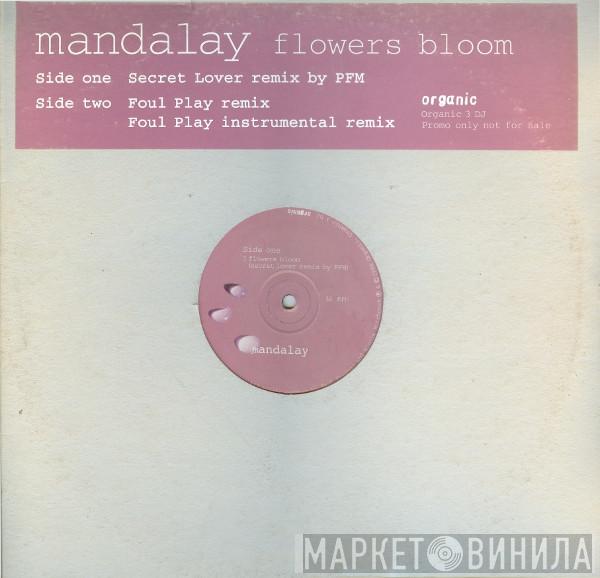 mandalay flowers bloom
Side one Secret Lover remix by PFM
Side two Foul Play remix
Foul Play instrumental remix
organic
Organic 3 DJ
Promo only not for Sale
Side one
flowers bloom
(Secret Lover remix by PFM)
mandalay
МАРКЕТ ВИНИЛА